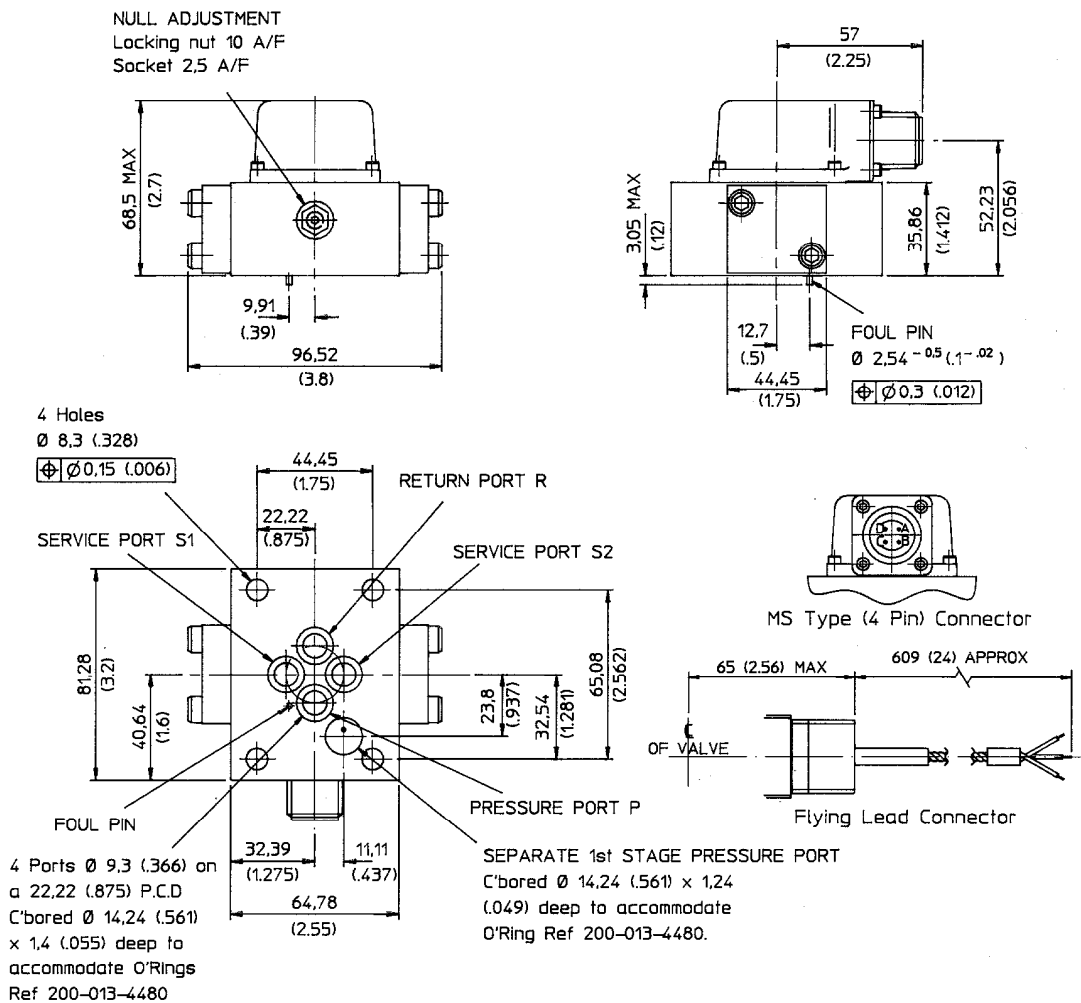 NULL ADJUSTMENT
Locking nut 10 A/F
Socket 2,5 A/F
68,5 MAX
(2.7)
9,91
(.39)
96,52
(3.8)
57
(2.25)
3,05 MAX
(.12)
35,86
(1.412)
52,23
(2.056)
12,7
(.5)
44,45
(1.75)
FOUL PIN
Ø 2,54 -0,5 (.1 -.02)
⌖ Ø0,3 (.012)
4 Holes
Ø 8,3 (.328)
⌖ Ø0,15 (.006)
44,45
(1.75)
22,22
(.875)
RETURN PORT R
SERVICE PORT S1
SERVICE PORT S2
81,28
(3.2)
40,64
(1.6)
23,8
(.937)
32,54
(1.281)
65,08
(2.562)
FOUL PIN
PRESSURE PORT P
32,39
(1.275)
11,11
(.437)
64,78
(2.55)
4 Ports Ø 9,3 (.366) on
a 22,22 (.875) P.C.D
C'bored Ø 14,24 (.561)
x 1,4 (.055) deep to
accommodate O'Rings
Ref 200-013-4480
SEPARATE 1st STAGE PRESSURE PORT
C'bored Ø 14,24 (.561) x 1,24
(.049) deep to accommodate
O'Ring Ref 200-013-4480.
D A
C B
MS Type (4 Pin) Connector
65 (2.56) MAX
609 (24) APPROX
℄
OF VALVE
Flying Lead Connector